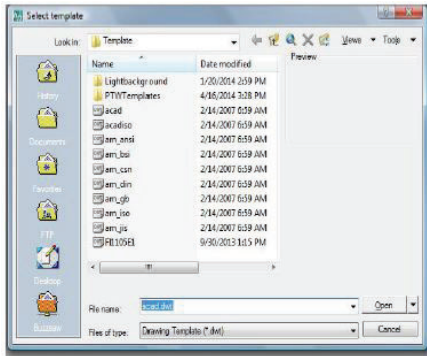 Select template
Look in: Template Views Tools
Name Date modified Preview
Lightbackground 1/20/2014 2:59 PM
PTWTemplates 4/16/2014 3:28 PM
acad 2/14/2007 6:59 AM
acadiso 2/14/2007 6:59 AM
am_ansi 2/14/2007 6:59 AM
am_bsi 2/14/2007 6:59 AM
am_csn 2/14/2007 6:59 AM
am_din 2/14/2007 6:59 AM
am_gb 2/14/2007 6:59 AM
am_iso 2/14/2007 6:59 AM
am_jis 2/14/2007 6:59 AM
FI1105E1 9/30/2013 1:15 PM
History
Documents
Favorites
FTP
Desktop
Buzzsaw
File name: acad.dwt Open
Files of type: Drawing Template (*.dwt) Cancel